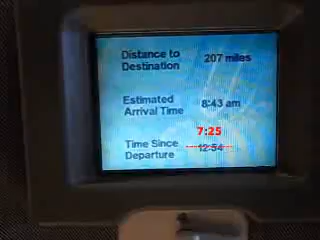 Distance to
Destination
207 miles
Estimated
Arrival Time
8:43 am
7:25
Time Since
Departure
12:54